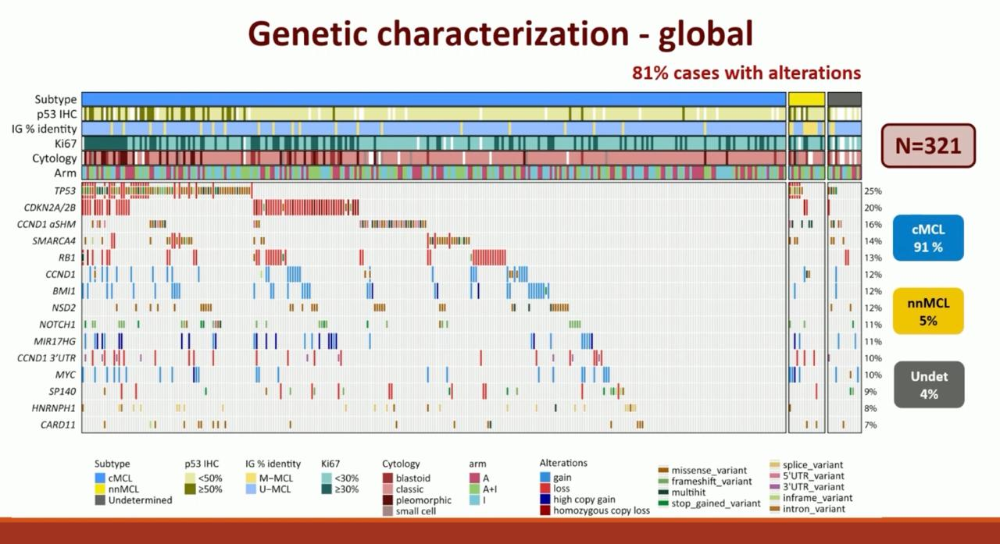 Genetic characterization - global
81% cases with alterations
Subtype
p53 IHC
IG % identity
Ki67
Cytology
Arm
N=321
TP53 25%
CDKN2A/2B 20%
CCND1 aSHM 16%
SMARCA4 14%
RB1 13%
CCND1 12%
BMI1 12%
NSD2 12%
NOTCH1 11%
MIR17HG 11%
CCND1 3'UTR 10%
MYC 10%
SP140 9%
HNRNPH1 8%
CARD11 7%
cMCL
91 %
nnMCL
5%
Undet
4%
Subtype
cMCL
nnMCL
Undetermined
p53 IHC
<50%
≥50%
IG % identity
M−MCL
U−MCL
Ki67
<30%
≥30%
Cytology
blastoid
classic
pleomorphic
small cell
arm
A
A+I
I
Alterations
gain
loss
high copy gain
homozygous copy loss
missense_variant
frameshift_variant
multihit
stop_gained_variant
splice_variant
5'UTR_variant
3'UTR_variant
inframe_variant
intron_variant